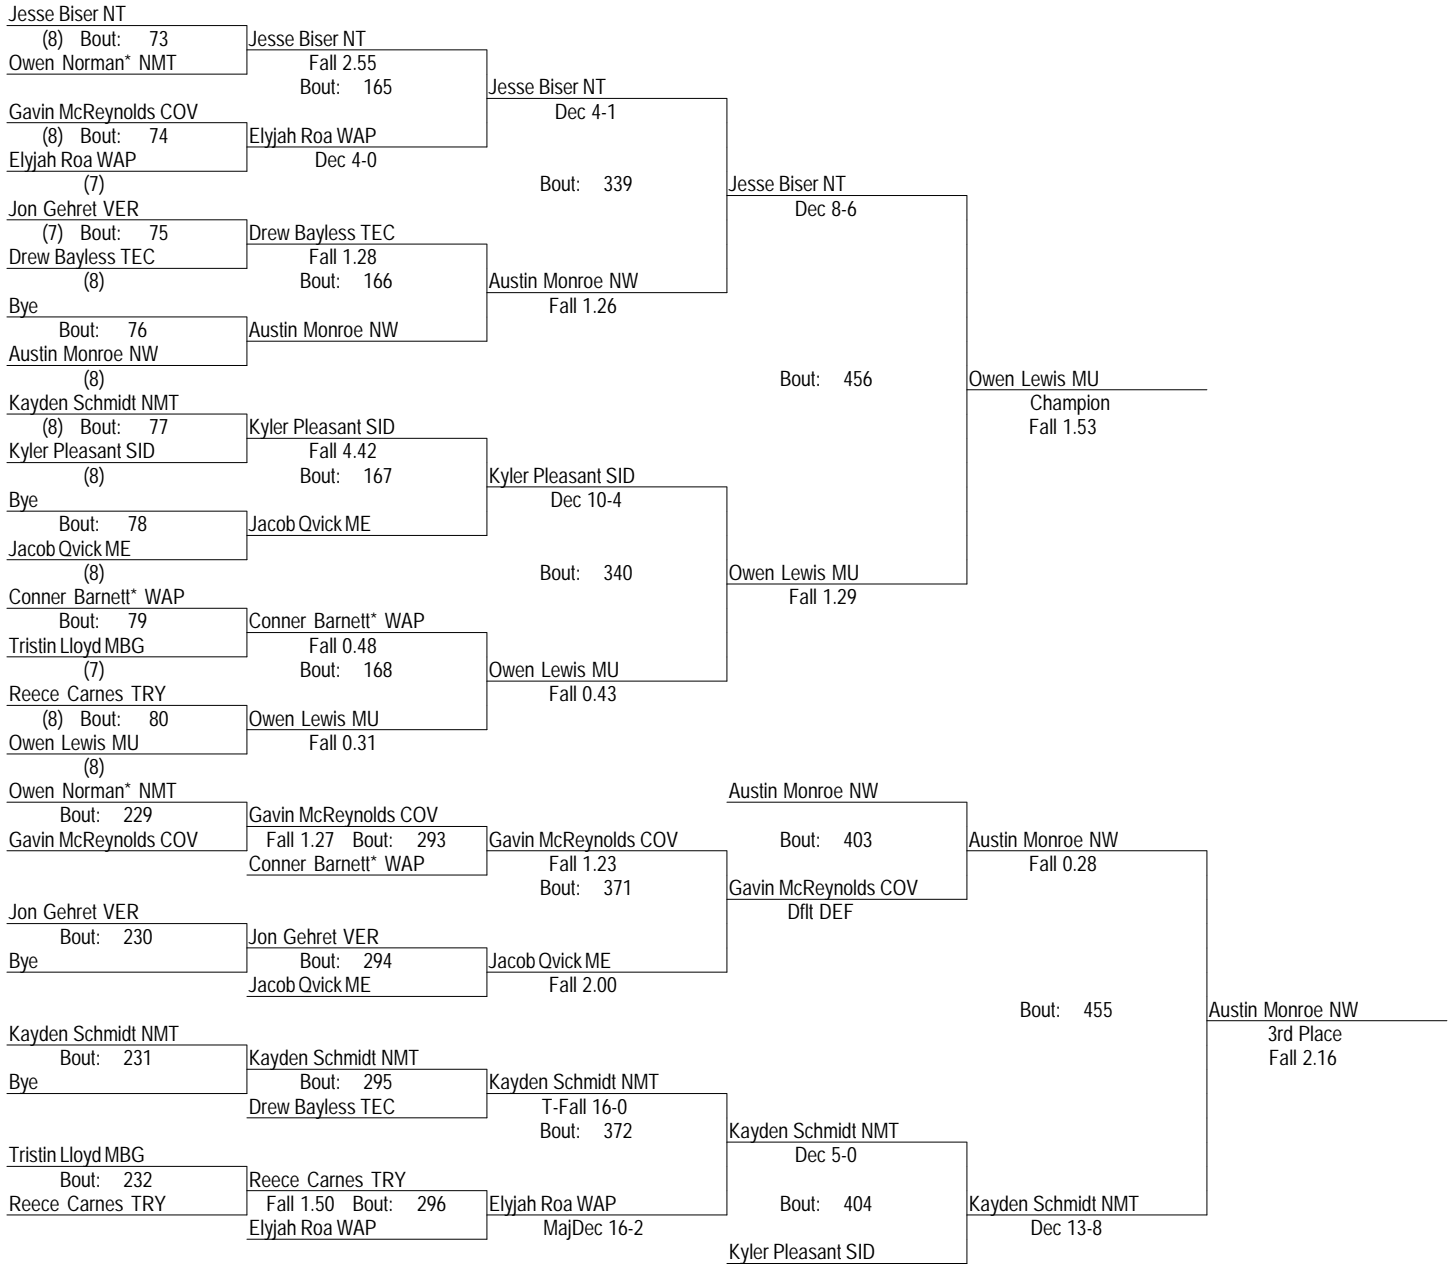 Jesse Biser NT
(8) Bout: 73
Owen Norman* NMT
Jesse Biser NT
Fall 2.55
Bout: 165
Jesse Biser NT
Dec 4-1
Gavin McReynolds COV
(8) Bout: 74
Elyjah Roa WAP
(7)
Elyjah Roa WAP
Dec 4-0
Bout: 339
Jesse Biser NT
Dec 8-6
Jon Gehret VER
(7) Bout: 75
Drew Bayless TEC
(8)
Drew Bayless TEC
Fall 1.28
Bout: 166
Austin Monroe NW
Fall 1.26
Bye
Bout: 76
Austin Monroe NW
(8)
Austin Monroe NW
Bout: 456
Owen Lewis MU
Champion
Fall 1.53
Kayden Schmidt NMT
(8) Bout: 77
Kyler Pleasant SID
(8)
Kyler Pleasant SID
Fall 4.42
Bout: 167
Kyler Pleasant SID
Dec 10-4
Bye
Bout: 78
Jacob Qvick ME
(8)
Jacob Qvick ME
Bout: 340
Owen Lewis MU
Fall 1.29
Conner Barnett* WAP
Bout: 79
Tristin Lloyd MBG
(7)
Conner Barnett* WAP
Fall 0.48
Bout: 168
Owen Lewis MU
Fall 0.43
Reece Carnes TRY
(8) Bout: 80
Owen Lewis MU
(8)
Owen Lewis MU
Fall 0.31
Owen Norman* NMT
Bout: 229
Gavin McReynolds COV
Gavin McReynolds COV
Fall 1.27 Bout: 293
Conner Barnett* WAP
Gavin McReynolds COV
Fall 1.23
Bout: 371
Austin Monroe NW
Bout: 403
Gavin McReynolds COV
Dflt DEF
Austin Monroe NW
Fall 0.28
Jon Gehret VER
Bout: 230
Bye
Jon Gehret VER
Bout: 294
Jacob Qvick ME
Jacob Qvick ME
Fall 2.00
Bout: 455
Austin Monroe NW
3rd Place
Fall 2.16
Kayden Schmidt NMT
Bout: 231
Bye
Kayden Schmidt NMT
Bout: 295
Drew Bayless TEC
Kayden Schmidt NMT
T-Fall 16-0
Bout: 372
Kayden Schmidt NMT
Dec 5-0
Bout: 404
Kyler Pleasant SID
Kayden Schmidt NMT
Dec 13-8
Tristin Lloyd MBG
Bout: 232
Reece Carnes TRY
Reece Carnes TRY
Fall 1.50 Bout: 296
Elyjah Roa WAP
Elyjah Roa WAP
MajDec 16-2